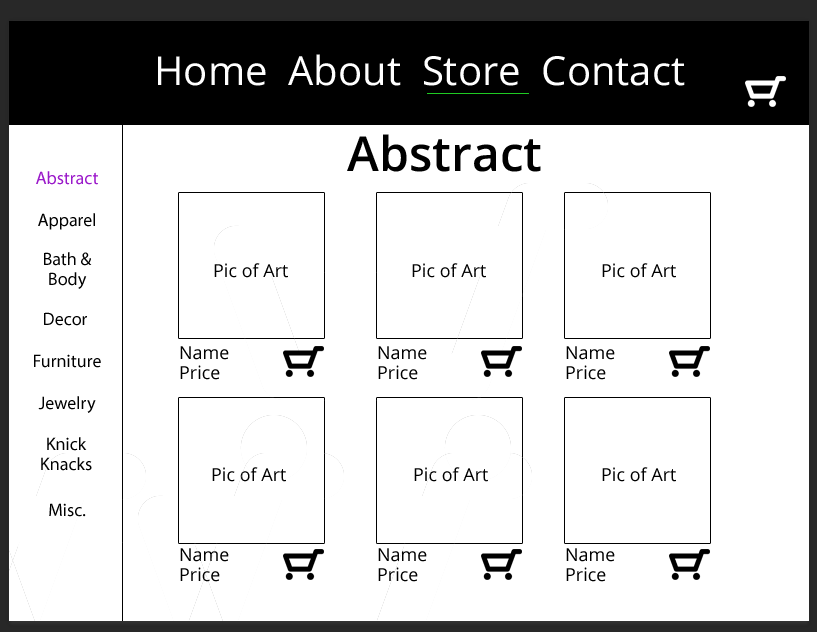 Home About Store Contact
Abstract
Abstract
Apparel
Bath &
Body
Decor
Furniture
Jewelry
Knick
Knacks
Misc.
Pic of Art
Pic of Art
Pic of Art
Name
Price
Name
Price
Name
Price
Pic of Art
Pic of Art
Pic of Art
Name
Price
Name
Price
Name
Price